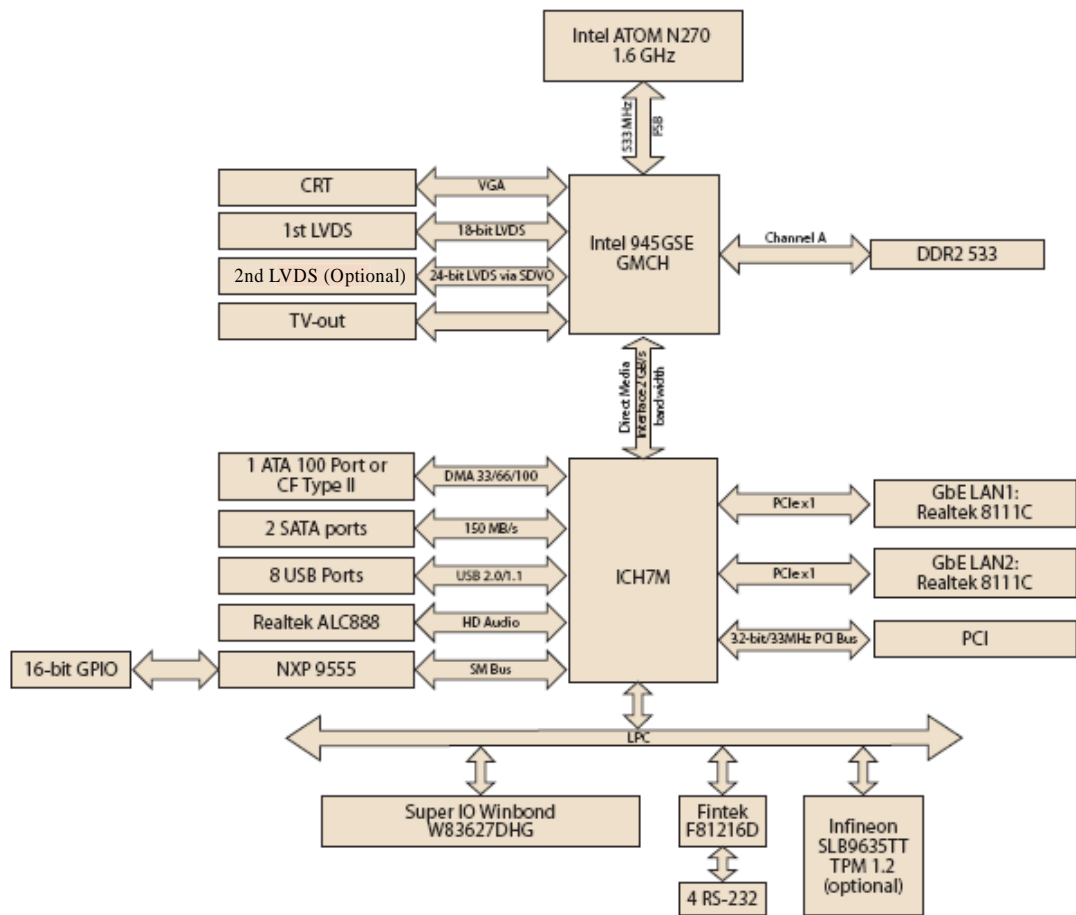 Intel ATOM N270
1.6 GHz
533 MHz
FSB
CRT
VGA
1st LVDS
18-bit LVDS
2nd LVDS (Optional)
24-bit LVDS via SDVO
TV-out
Intel 945GSE
GMCH
Channel A
DDR2 533
Direct Media
Interface 2 GB/s
bandwidth
1 ATA 100 Port or
CF Type II
DMA 33/66/100
2 SATA ports
150 MB/s
8 USB Ports
USB 2.0/1.1
Realtek ALC888
HD Audio
16-bit GPIO
NXP 9555
SM Bus
ICH7M
PCIe x1
GbE LAN1:
Realtek 8111C
PCIe x1
GbE LAN2:
Realtek 8111C
32-bit/33MHz PCI Bus
PCI
LPC
Super IO Winbond
W83627DHG
Fintek
F81216D
4 RS-232
Infineon
SLB9635TT
TPM 1.2
(optional)